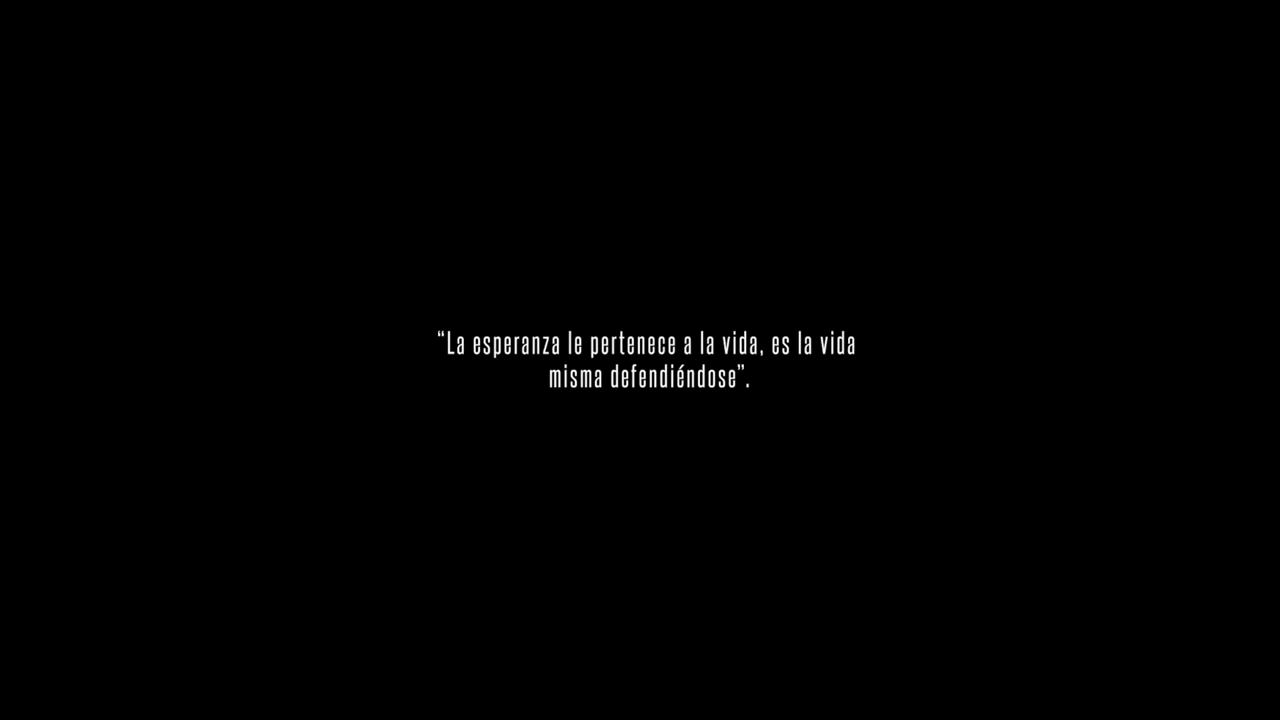 “La esperanza le pertenece a la vida, es la vida
misma defendiéndose”.